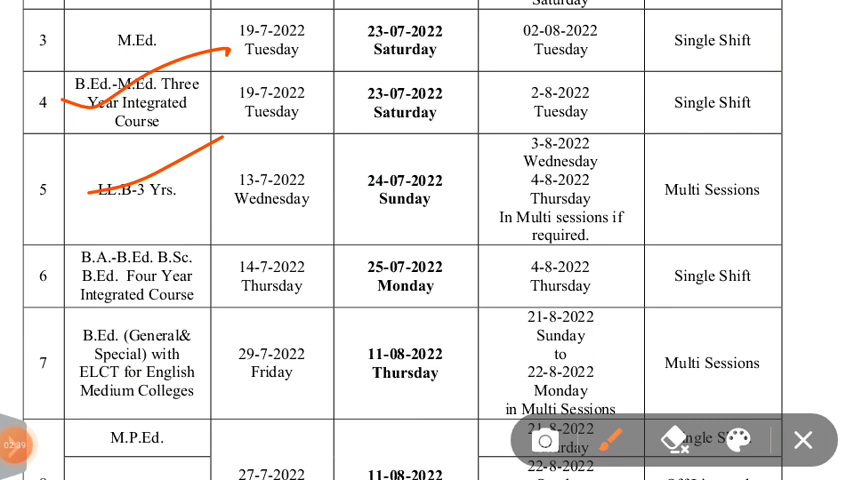 Saturday
3
M.Ed.
19-7-2022
Tuesday
23-07-2022
Saturday
02-08-2022
Tuesday
Single Shift
4
B.Ed.-M.Ed. Three
Year Integrated
Course
19-7-2022
Tuesday
23-07-2022
Saturday
2-8-2022
Tuesday
Single Shift
5
LL.B-3 Yrs.
13-7-2022
Wednesday
24-07-2022
Sunday
3-8-2022
Wednesday
4-8-2022
Thursday
In Multi sessions if
required.
Multi Sessions
6
B.A.-B.Ed. B.Sc.
B.Ed. Four Year
Integrated Course
14-7-2022
Thursday
25-07-2022
Monday
4-8-2022
Thursday
Single Shift
7
B.Ed. (General&
Special) with
ELCT for English
Medium Colleges
29-7-2022
Friday
11-08-2022
Thursday
21-8-2022
Sunday
to
22-8-2022
Monday
in Multi Sessions
Multi Sessions
M.P.Ed.
27-7-2022
11-08-2022
21-8-2022
22-8-2022
02:39